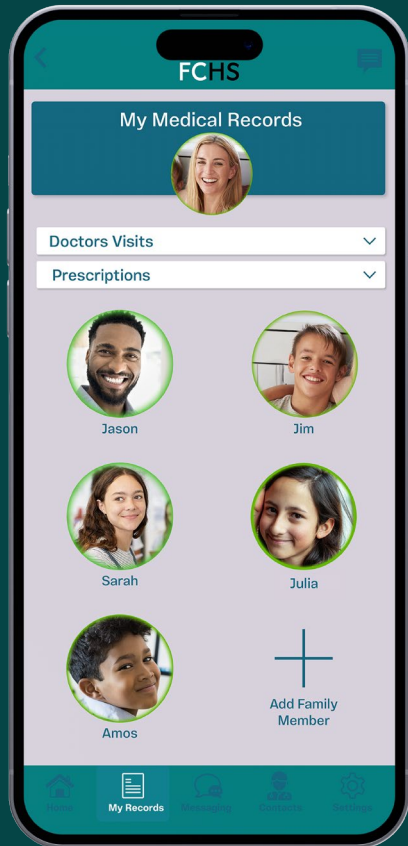 FCHS
My Medical Records
Doctors Visits
Prescriptions
Jason
Jim
Sarah
Julia
Amos
Add Family
Member
Home
My Records
Messaging
Contacts
Settings